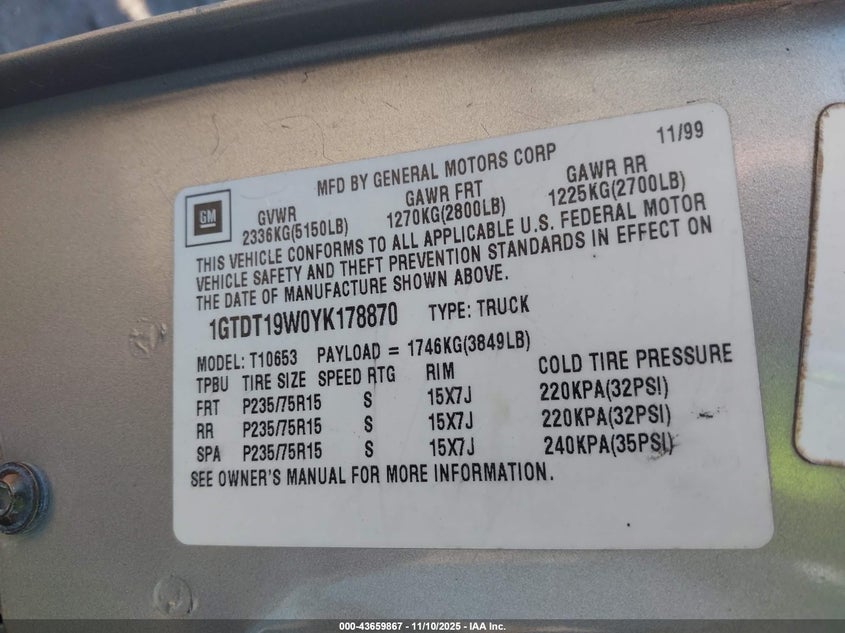 11/99
MFD BY GENERAL MOTORS CORP
GM
GVWR GAWR FRT GAWR RR
2336KG(5150LB) 1270KG(2800LB) 1225KG(2700LB)
THIS VEHICLE CONFORMS TO ALL APPLICABLE U.S. FEDERAL MOTOR
VEHICLE SAFETY AND THEFT PREVENTION STANDARDS IN EFFECT ON
THE DATE OF MANUFACTURE SHOWN ABOVE.
1GTDT19W0YK178870 TYPE: TRUCK
MODEL: T10653 PAYLOAD = 1746KG(3849LB)
TPBU TIRE SIZE SPEED RTG RIM COLD TIRE PRESSURE
FRT P235/75R15 S 15X7J 220KPA(32PSI)
RR P235/75R15 S 15X7J 220KPA(32PSI)
SPA P235/75R15 S 15X7J 240KPA(35PSI)
SEE OWNER'S MANUAL FOR MORE INFORMATION.
000-43659867 - 11/10/2025 - IAA Inc.